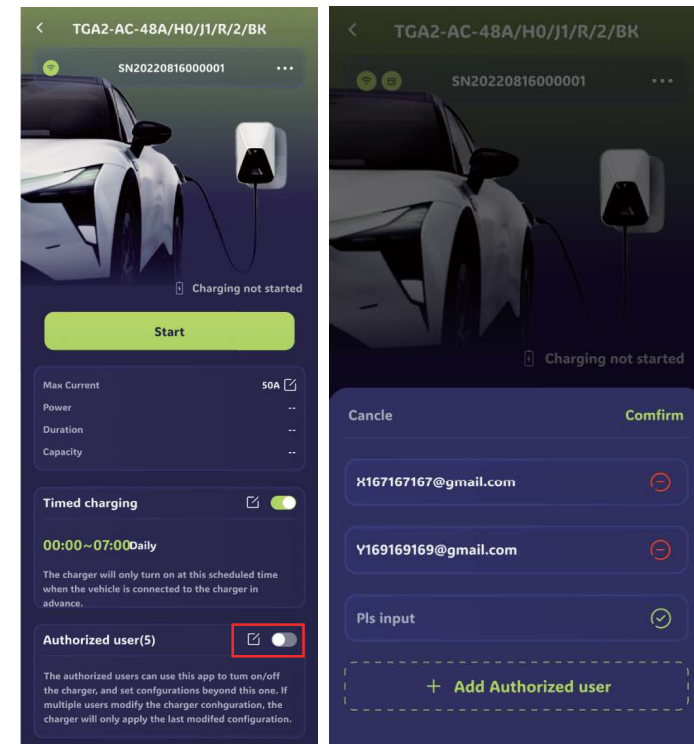 TGA2-AC-48A/H0/J1/R/2/BK
SN20220816000001
Charging not started
Start
Max Current 50A
Power --
Duration --
Capacity --
Timed charging
00:00~07:00Daily
The charger will only turn on at this scheduled time
when the vehicle is connected to the charger in
advance.
Authorized user(5)
The authorized users can use this app to tum on/off
the charger, and set confgurations beyond this one. If
multiple users modify the charger conhguration, the
charger will only apply the last modifed configuration.
TGA2-AC-48A/H0/J1/R/2/BK
SN20220816000001
Charging not started
Cancle Comfirm
X167167167@gmail.com
Y169169169@gmail.com
Pls input
+ Add Authorized user